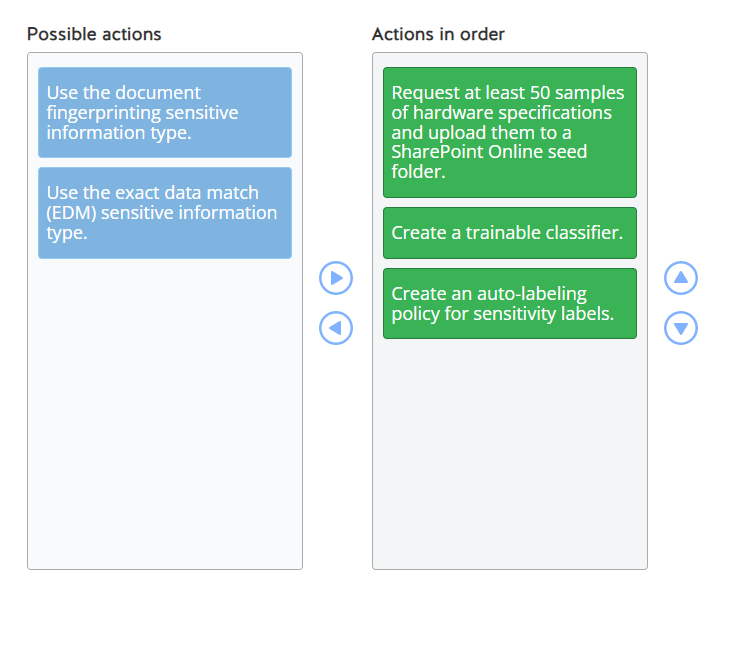 Possible actions
Use the document
fingerprinting sensitive
information type.
Use the exact data match
(EDM) sensitive information
type.
Actions in order
Request at least 50 samples
of hardware specifications
and upload them to a
SharePoint Online seed
folder.
Create a trainable classifier.
Create an auto-labeling
policy for sensitivity labels.